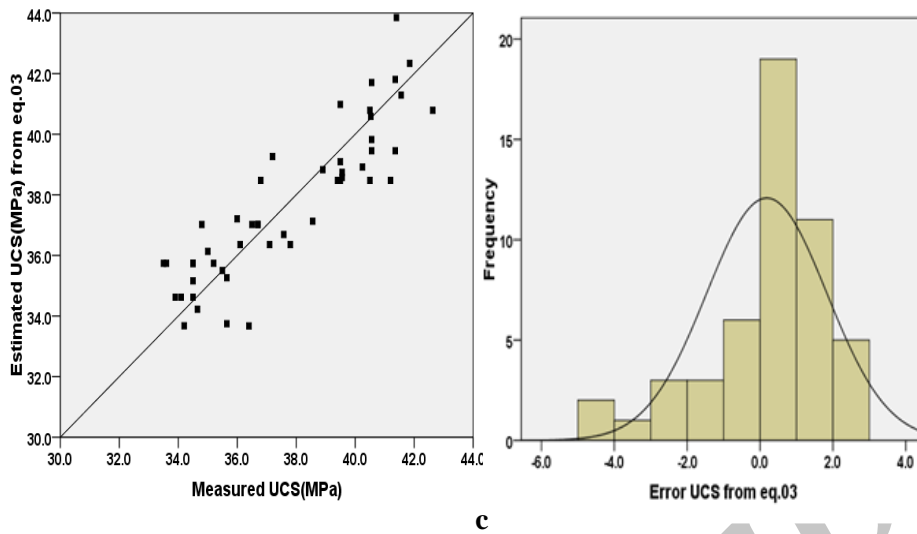 Estimated UCS(MPa) from eq.03
44.0
42.0
40.0
38.0
36.0
34.0
32.0
30.0
30.0 32.0 34.0 36.0 38.0 40.0 42.0 44.0
Measured UCS(MPa)
Frequency
20
15
10
5
0
-6.0 -4.0 -2.0 0.0 2.0 4.0
Error UCS from eq.03
c